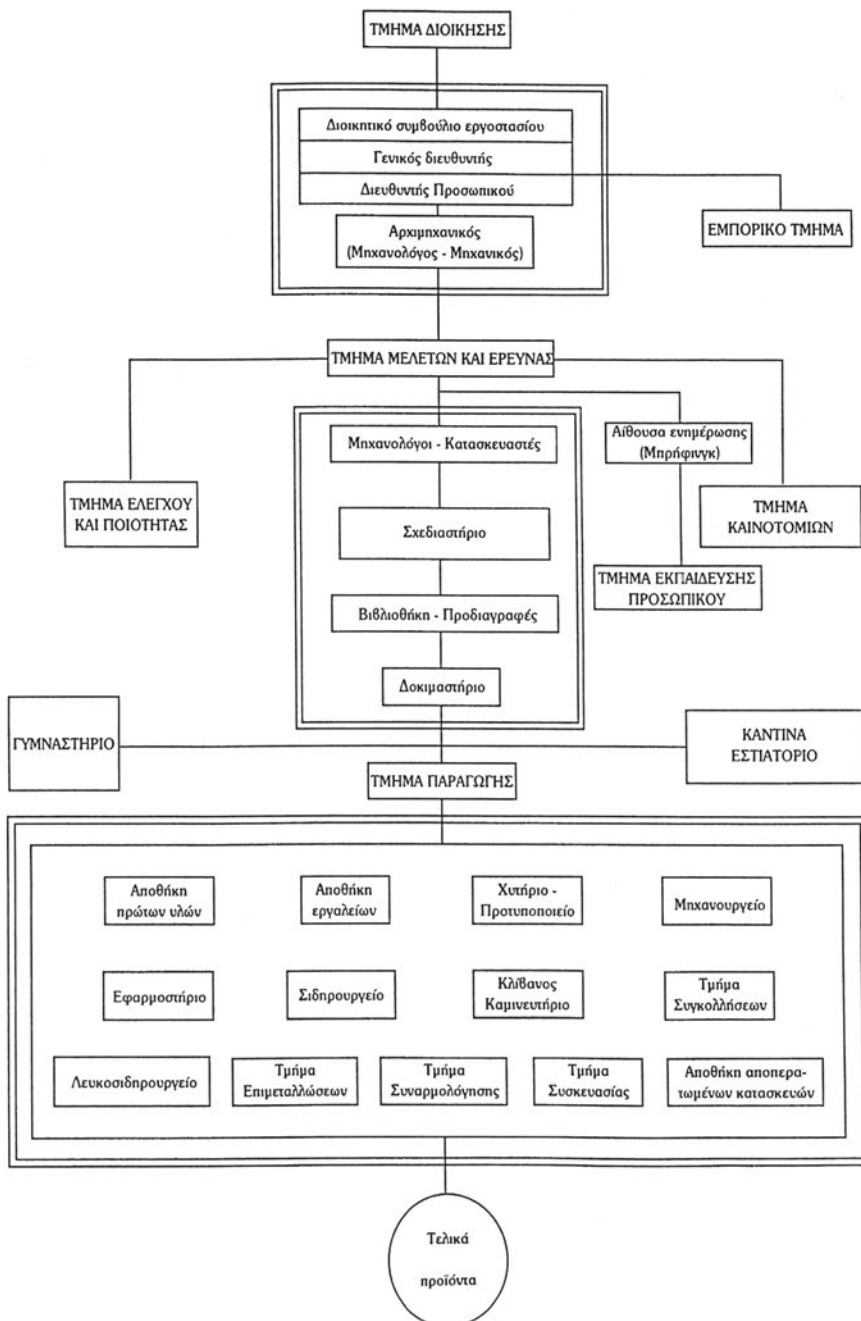 ΤΜΗΜΑ ΔΙΟΙΚΗΣΗΣ
Διοικητικό συμβούλιο εργοστασίου
Γενικός διευθυντής
Διευθυντής Προσωπικού
Αρχιμηχανικός
(Μηχανολόγος - Μηχανικός)
ΕΜΠΟΡΙΚΟ ΤΜΗΜΑ
ΤΜΗΜΑ ΜΕΛΕΤΩΝ ΚΑΙ ΕΡΕΥΝΑΣ
Μηχανολόγοι - Κατασκευαστές
Αίθουσα ενημέρωσης
(Μπρήφινγκ)
ΤΜΗΜΑ ΕΛΕΓΧΟΥ
ΚΑΙ ΠΟΙΟΤΗΤΑΣ
ΤΜΗΜΑ
ΚΑΙΝΟΤΟΜΙΩΝ
Σχεδιαστήριο
ΤΜΗΜΑ ΕΚΠΑΙΔΕΥΣΗΣ
ΠΡΟΣΩΠΙΚΟΥ
Βιβλιοθήκη - Προδιαγραφές
Δοκιμαστήριο
ΓΥΜΝΑΣΤΗΡΙΟ
ΚΑΝΤΙΝΑ
ΕΣΤΙΑΤΟΡΙΟ
ΤΜΗΜΑ ΠΑΡΑΓΩΓΗΣ
Αποθήκη
πρώτων υλών
Αποθήκη
εργαλείων
Χυτήριο -
Προτυποποιείο
Μηχανουργείο
Εφαρμοστήριο
Σιδηρουργείο
Κλίβανος
Καμινευτήριο
Τμήμα
Συγκολλήσεων
Λευκοσιδηρουργείο
Τμήμα
Επιμεταλλώσεων
Τμήμα
Συναρμολόγησης
Τμήμα
Συσκευασίας
Αποθήκη αποπερα-
τωμένων κατασκευών
Τελικά
προϊόντα